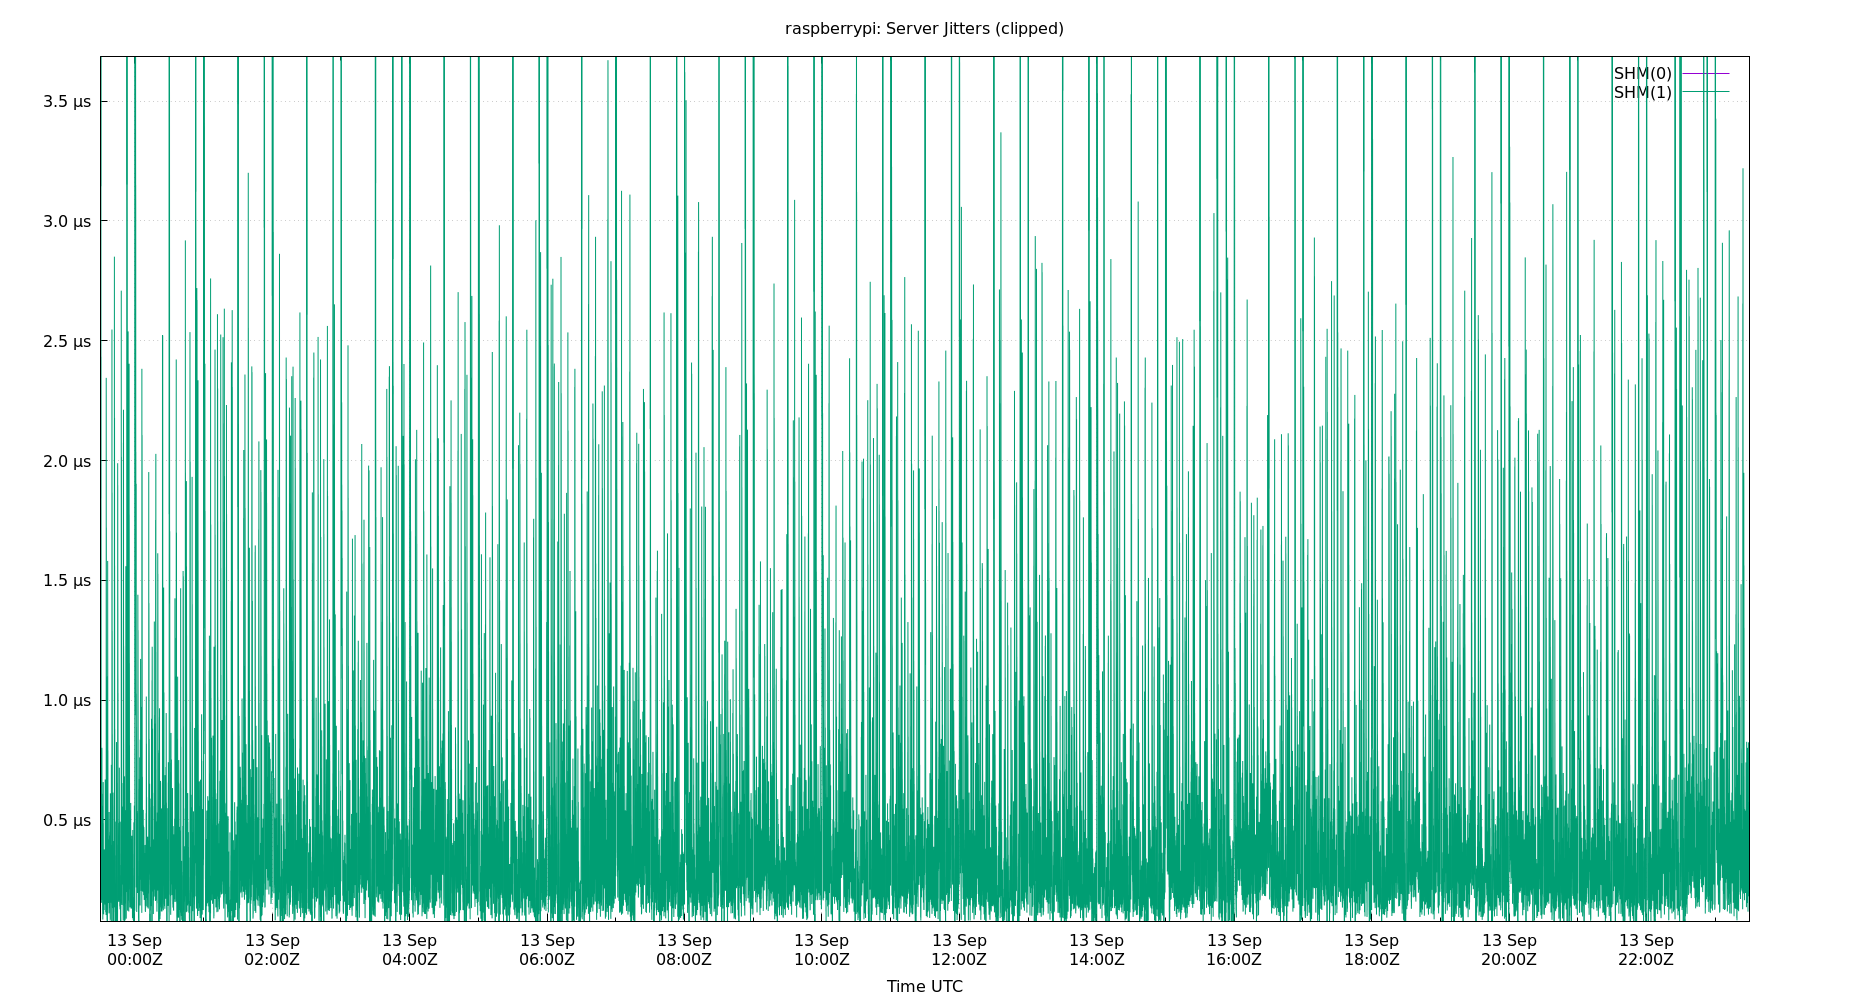 raspberrypi: Server Jitters (clipped)
SHM(0)
SHM(1)
3.5 µs
3.0 µs
2.5 µs
2.0 µs
1.5 µs
1.0 µs
0.5 µs
13 Sep 13 Sep 13 Sep 13 Sep 13 Sep 13 Sep 13 Sep 13 Sep 13 Sep 13 Sep 13 Sep 13 Sep
00:00Z 02:00Z 04:00Z 06:00Z 08:00Z 10:00Z 12:00Z 14:00Z 16:00Z 18:00Z 20:00Z 22:00Z
Time UTC